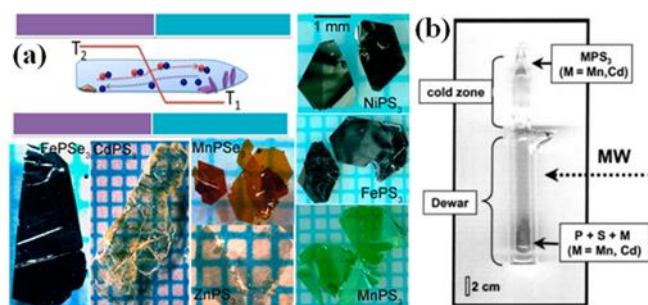 (a)
T2
T1
1 mm
NiPS3
FePSe3
CdPS3
MnPSe3
FePS3
ZnPS3
MnPS3
(b)
MPS3
(M = Mn,Cd)
cold zone
MW
Dewar
P + S + M
(M = Mn, Cd)
2 cm